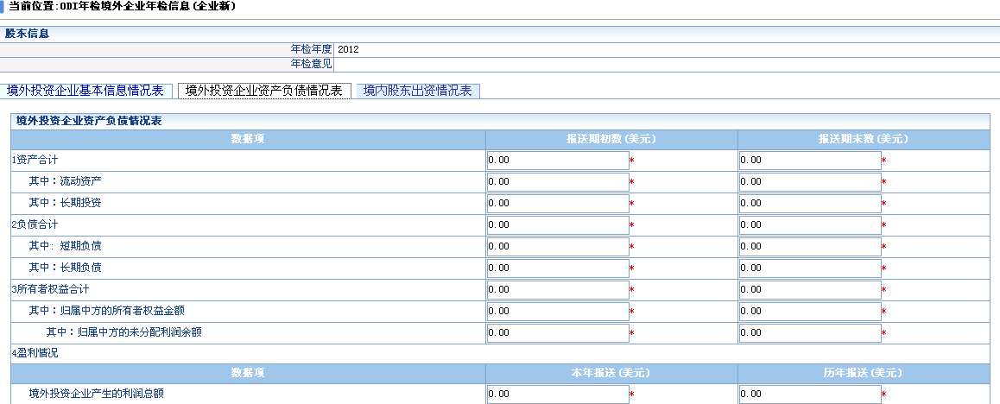 当前位置:ODI年检境外企业年检信息(企业新)
股东信息
年检年度 2012
年检意见
境外投资企业基本信息情况表 境外投资企业资产负债情况表 境内股东出资情况表
境外投资企业资产负债情况表
数据项 报送期初数(美元) 报送期末数(美元)
1资产合计 0.00 * 0.00 *
其中：流动资产 0.00 * 0.00 *
其中：长期投资 0.00 * 0.00 *
2负债合计 0.00 * 0.00 *
其中: 短期负债 0.00 * 0.00 *
其中：长期负债 0.00 * 0.00 *
3所有者权益合计 0.00 * 0.00 *
其中：归属中方的所有者权益金额 0.00 * 0.00 *
其中：归属中方的未分配利润余额 0.00 * 0.00 *
4盈利情况
数据项 本年报送(美元) 历年报送(美元)
境外投资企业产生的利润总额 0.00 * 0.00 *